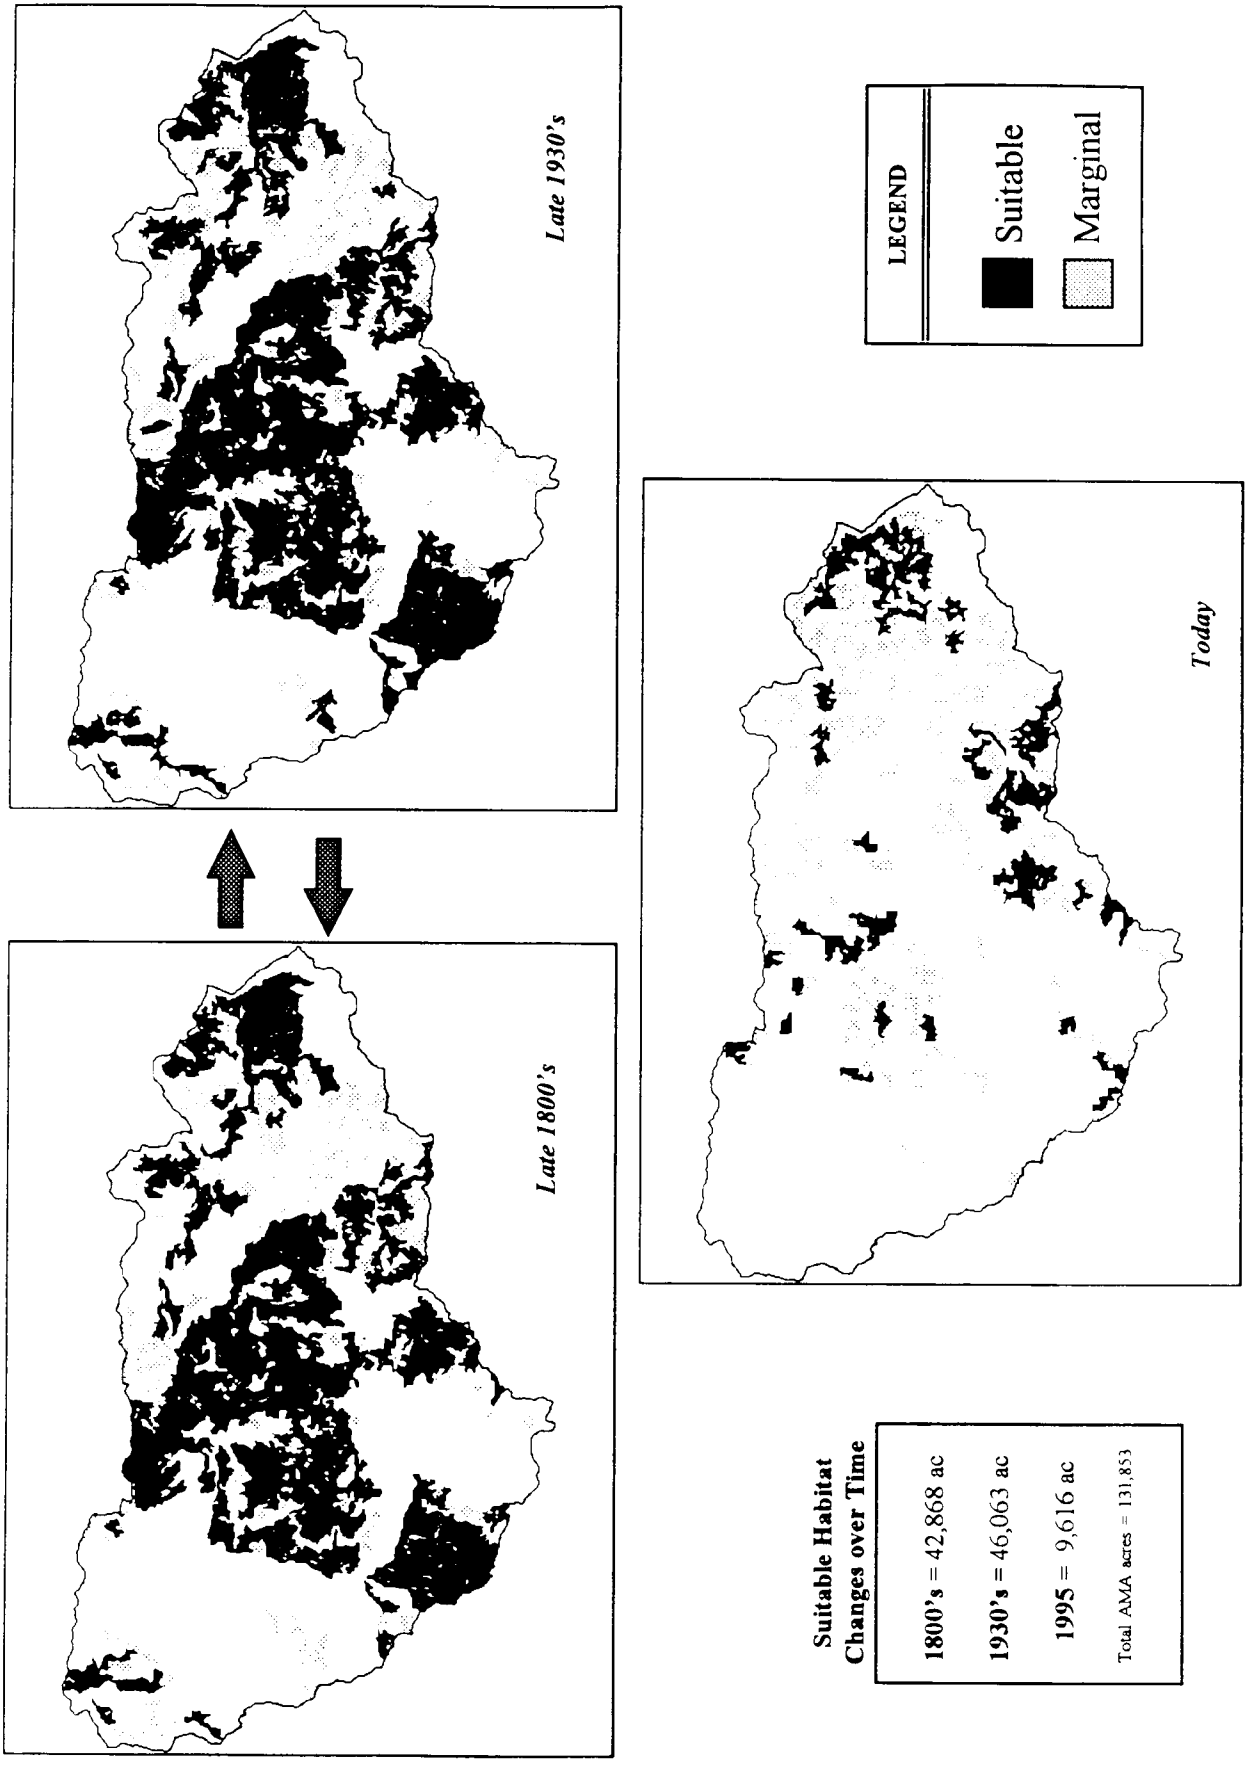 Late 1800's
Late 1930's
Suitable Habitat
Changes over Time
1800's = 42,868 ac
1930's = 46,063 ac
1995 = 9,616 ac
Total AMA acres = 131,853
Today
LEGEND
Suitable
Marginal